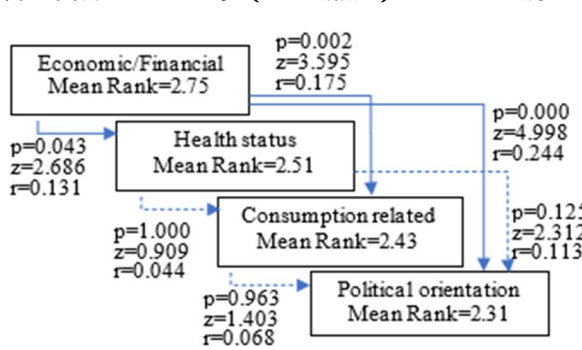 Economic/Financial
Mean Rank=2.75
p=0.002
z=3.595
r=0.175
p=0.000
z=4.998
r=0.244
p=0.043
z=2.686
r=0.131
Health status
Mean Rank=2.51
p=1.000
z=0.909
r=0.044
Consumption related
Mean Rank=2.43
z=2.312
r=0.113
p=0.963
z=1.403
r=0.068
Political orientation
Mean Rank=2.31